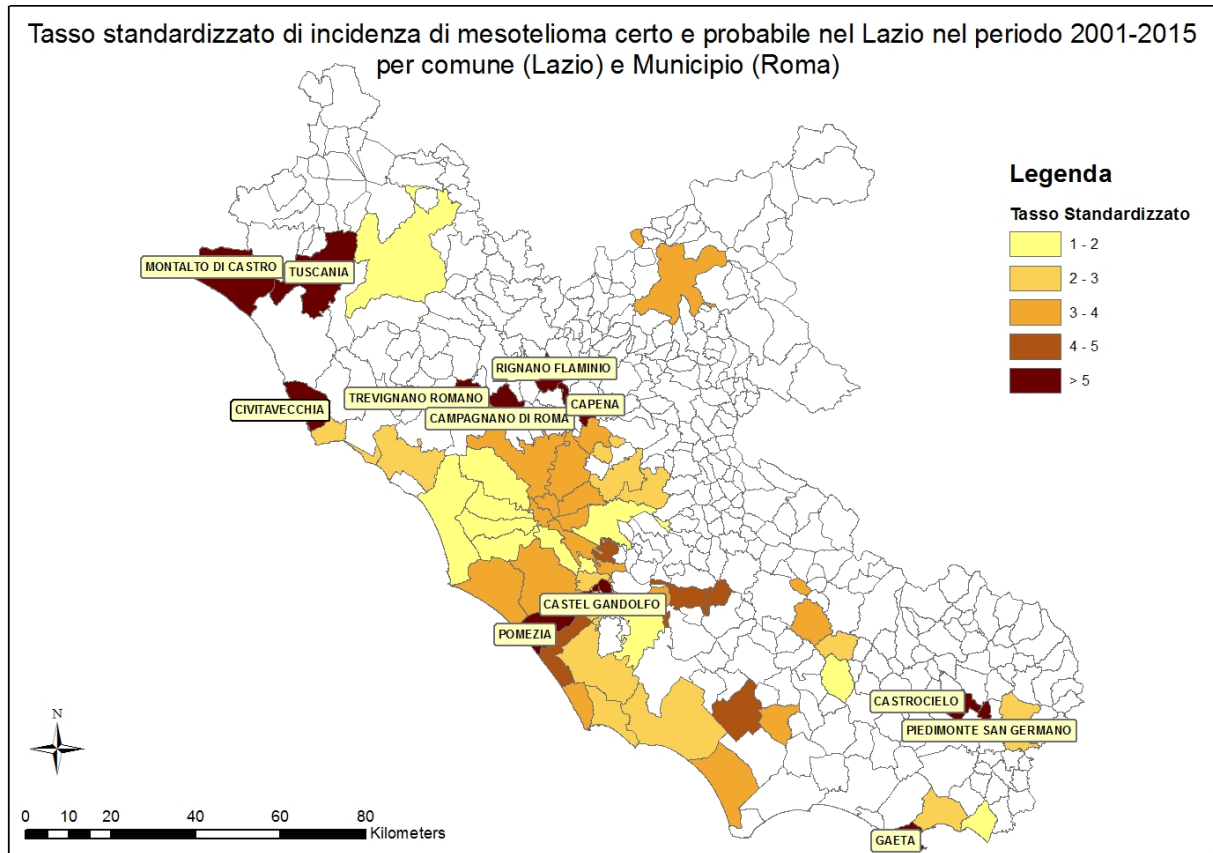 Tasso standardizzato di incidenza di mesotelioma certo e probabile nel Lazio nel periodo 2001-2015
per comune (Lazio) e Municipio (Roma)
Legenda
Tasso Standardizzato
1 - 2
2 - 3
3 - 4
4 - 5
> 5
MONTALTO DI CASTRO
TUSCANIA
RIGNANO FLAMINIO
TREVIGNANO ROMANO
CAPENA
CIVITAVECCHIA
CAMPAGNANO DI ROMA
CASTEL GANDOLFO
POMEZIA
CASTROCIELO
PIEDIMONTE SAN GERMANO
GAETA
N
0 10 20 40 60 80
Kilometers